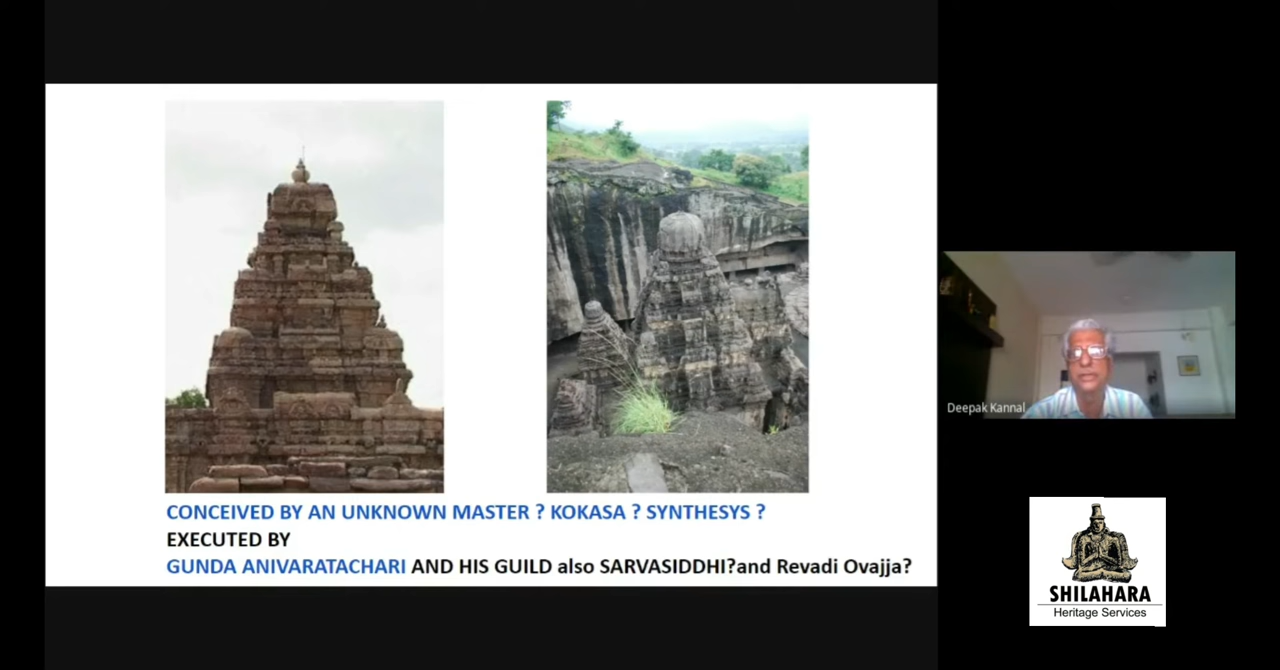 CONCEIVED BY AN UNKNOWN MASTER ? KOKASA ? SYNTHESYS ?
EXECUTED BY
GUNDA ANIVARATACHARI AND HIS GUILD also SARVASIDDHI?and Revadi Ovajja?
Deepak Kannal
SHILAHARA
Heritage Services